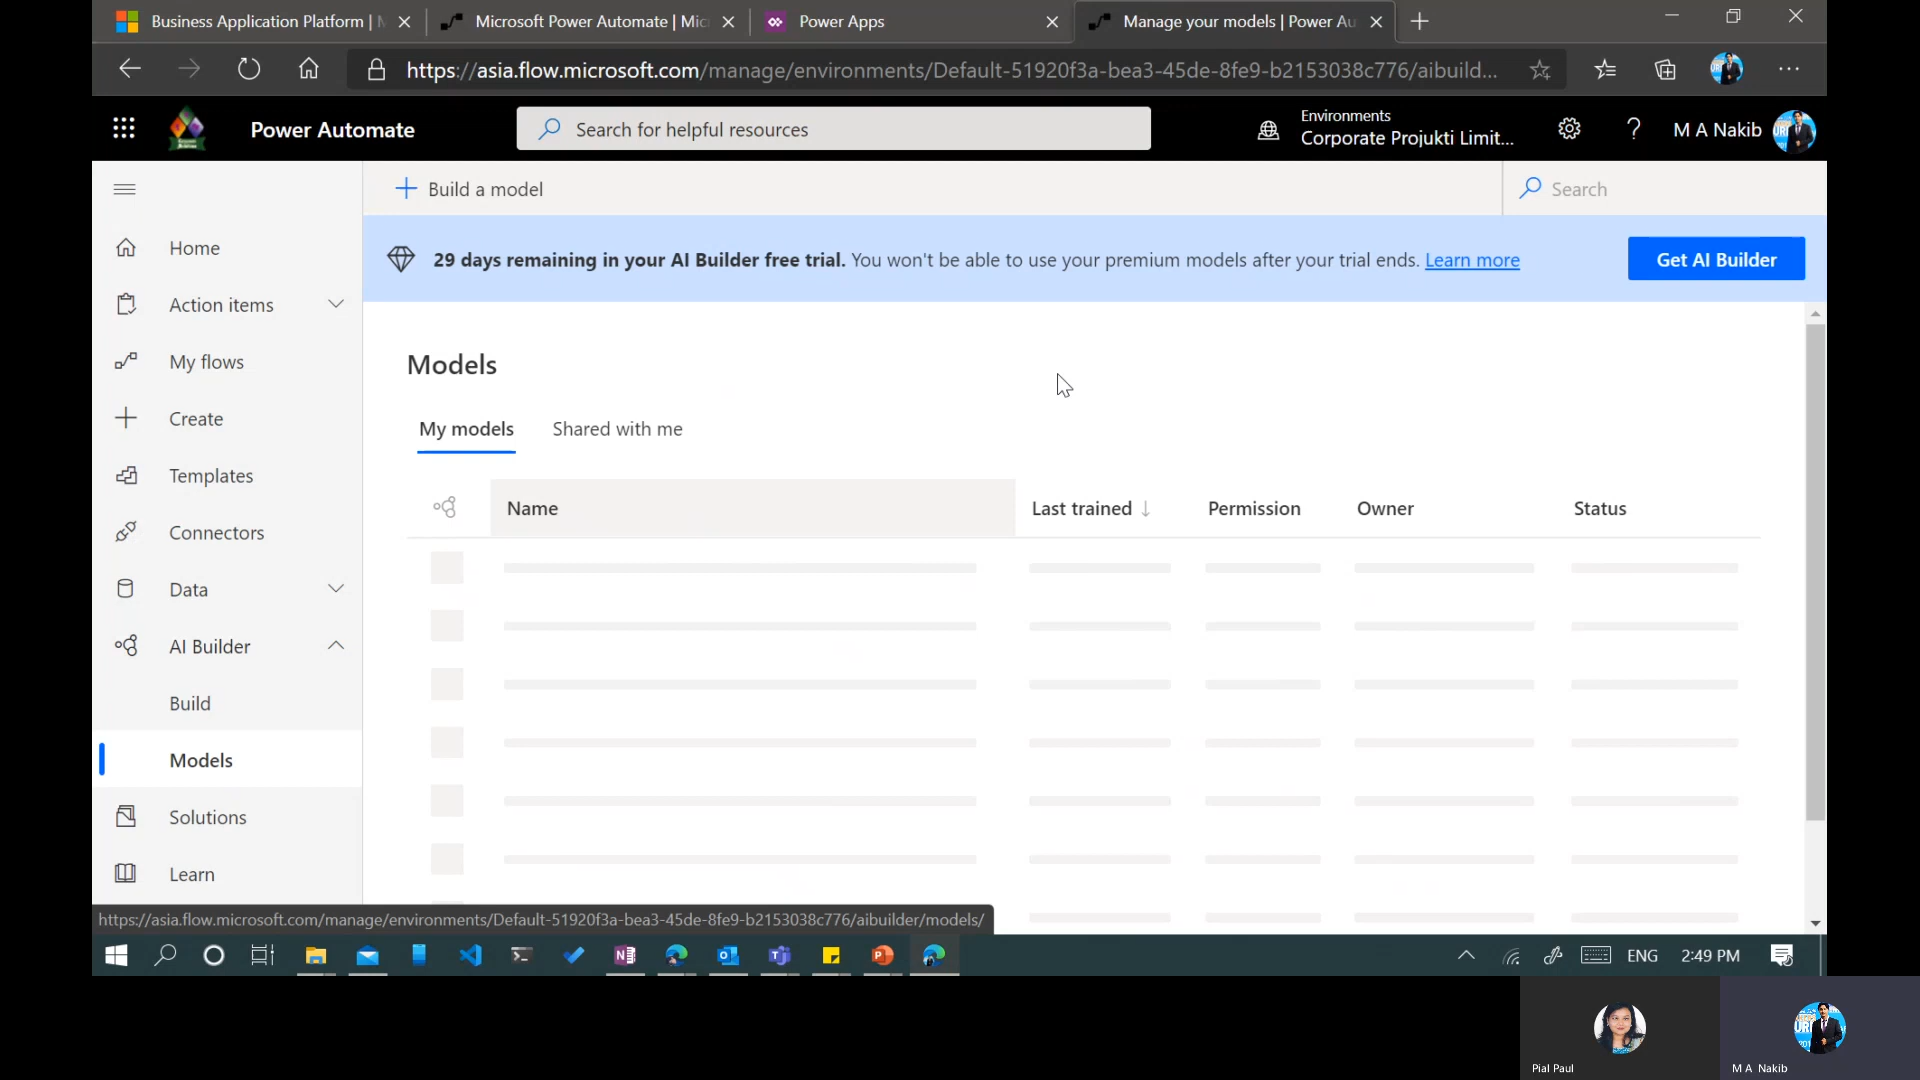 Business Application Platform | M
Microsoft Power Automate | Mic
Power Apps
Manage your models | Power Au
https://asia.flow.microsoft.com/manage/environments/Default-51920f3a-bea3-45de-8fe9-b2153038c776/aibuild...
Power Automate
Search for helpful resources
Environments
Corporate Projukti Limit...
M A Nakib
Build a model
Search
29 days remaining in your AI Builder free trial. You won't be able to use your premium models after your trial ends. Learn more
Get AI Builder
Home
Action items
My flows
Create
Templates
Connectors
Data
AI Builder
Build
Models
Solutions
Learn
Models
My models
Shared with me
Name
Last trained
Permission
Owner
Status
https://asia.flow.microsoft.com/manage/environments/Default-51920f3a-bea3-45de-8fe9-b2153038c776/aibuilder/models/
ENG
2:49 PM
Pial Paul
M A Nakib